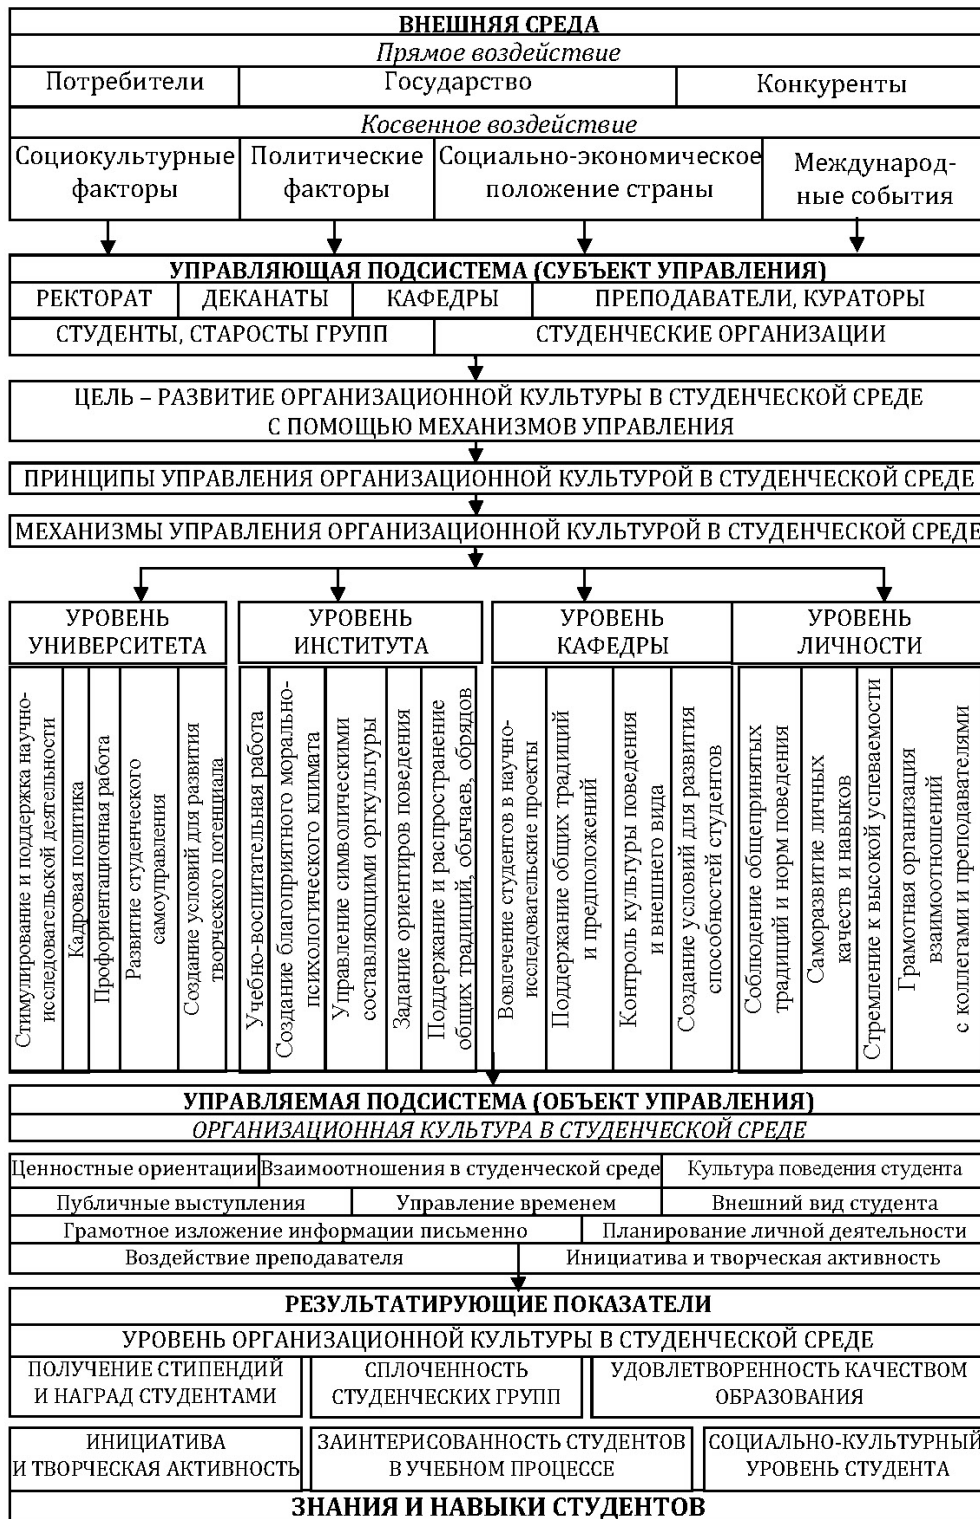 ВНЕШНЯЯ СРЕДА
Прямое воздействие
Потребители
Государство
Конкуренты
Косвенное воздействие
Социокультурные
факторы
Политические
факторы
Социально-экономическое
положение страны
Международ-
ные события
УПРАВЛЯЮЩАЯ ПОДСИСТЕМА (СУБЪЕКТ УПРАВЛЕНИЯ)
РЕКТОРАТ
ДЕКАНАТЫ
КАФЕДРЫ
ПРЕПОДАВАТЕЛИ, КУРАТОРЫ
СТУДЕНТЫ, СТАРОСТЫ ГРУПП
СТУДЕНЧЕСКИЕ ОРГАНИЗАЦИИ
ЦЕЛЬ – РАЗВИТИЕ ОРГАНИЗАЦИОННОЙ КУЛЬТУРЫ В СТУДЕНЧЕСКОЙ СРЕДЕ
С ПОМОЩЬЮ МЕХАНИЗМОВ УПРАВЛЕНИЯ
ПРИНЦИПЫ УПРАВЛЕНИЯ ОРГАНИЗАЦИОННОЙ КУЛЬТУРОЙ В СТУДЕНЧЕСКОЙ СРЕДЕ
МЕХАНИЗМЫ УПРАВЛЕНИЯ ОРГАНИЗАЦИОННОЙ КУЛЬТУРОЙ В СТУДЕНЧЕСКОЙ СРЕДЕ
УРОВЕНЬ
УНИВЕРСИТЕТА
УРОВЕНЬ
ИНСТИТУТА
УРОВЕНЬ
КАФЕДРЫ
УРОВЕНЬ
ЛИЧНОСТИ
Стимулирование и поддержка научно-
исследовательской деятельности
Кадровая политика
Профориентационная работа
Развитие студенческого
самоуправления
Создание условий для развития
творческого потенциала
Учебно-воспитательная работа
Создание благоприятного морально-
психологического климата
Управление символическими
составляющими оргкультуры
Задание ориентиров поведения
Поддержание и распространение
общих традиций, обычаев, обрядов
Вовлечение студентов в научно-
исследовательские проекты
Поддержание общих традиций
и предположений
Контроль культуры поведения
и внешнего вида
Создание условий для развития
способностей студентов
Соблюдение общепринятых
традиций и норм поведения
Саморазвитие личных
качеств и навыков
Стремление к высокой успеваемости
Грамотная организация
взаимоотношений
с коллегами и преподавателями
УПРАВЛЯЕМАЯ ПОДСИСТЕМА (ОБЪЕКТ УПРАВЛЕНИЯ)
ОРГАНИЗАЦИОННАЯ КУЛЬТУРА В СТУДЕНЧЕСКОЙ СРЕДЕ
Ценностные ориентации
Взаимоотношения в студенческой среде
Культура поведения студента
Публичные выступления
Управление временем
Внешний вид студента
Грамотное изложение информации письменно
Планирование личной деятельности
Воздействие преподавателя
Инициатива и творческая активность
РЕЗУЛЬТАТИРУЮЩИЕ ПОКАЗАТЕЛИ
УРОВЕНЬ ОРГАНИЗАЦИОННОЙ КУЛЬТУРЫ В СТУДЕНЧЕСКОЙ СРЕДЕ
ПОЛУЧЕНИЕ СТИПЕНДИЙ
И НАГРАД СТУДЕНТАМИ
СПЛОЧЕННОСТЬ
СТУДЕНЧЕСКИХ ГРУПП
УДОВЛЕТВОРЕННОСТЬ КАЧЕСТВОМ
ОБРАЗОВАНИЯ
ИНИЦИАТИВА
И ТВОРЧЕСКАЯ АКТИВНОСТЬ
ЗАИНТЕРИСОВАННОСТЬ СТУДЕНТОВ
В УЧЕБНОМ ПРОЦЕССЕ
СОЦИАЛЬНО-КУЛЬТУРНЫЙ
УРОВЕНЬ СТУДЕНТА
ЗНАНИЯ И НАВЫКИ СТУДЕНТОВ